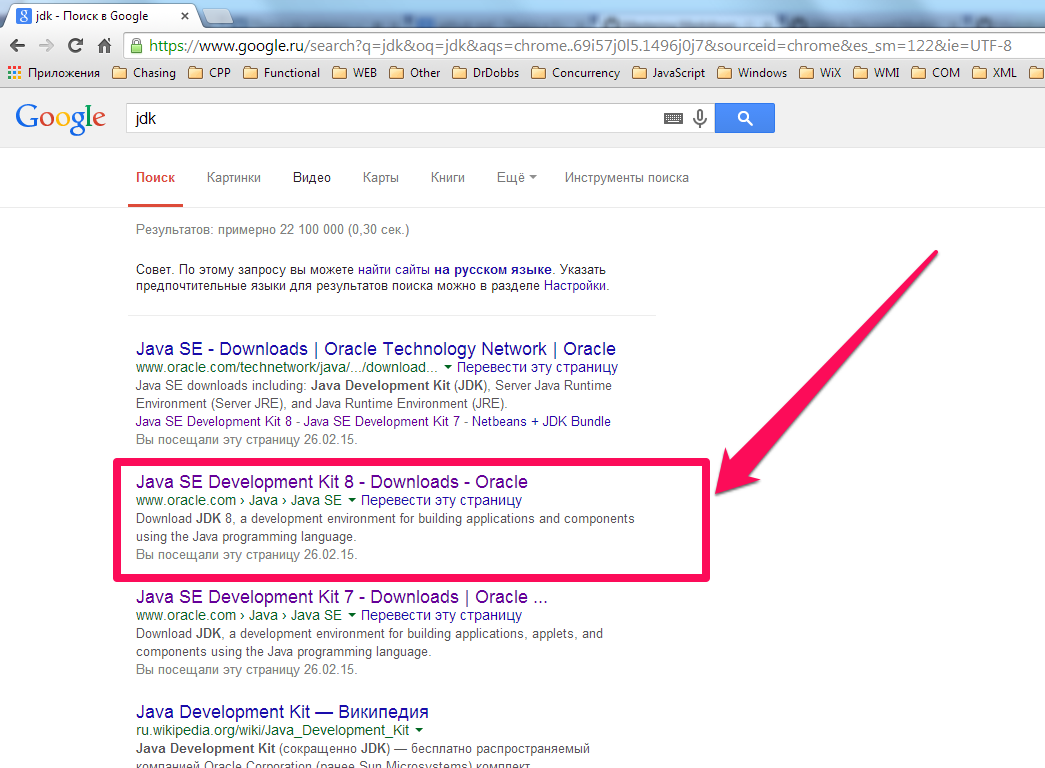 jdk - Поиск в Google
https://www.google.ru/search?q=jdk&oq=jdk&aqs=chrome..69i57j0l5.1496j0j7&sourceid=chrome&es_sm=122&ie=UTF-8
Приложения Chasing CPP Functional WEB Other DrDobbs Concurrency JavaScript Windows WiX WMI COM XML
Google jdk
Поиск Картинки Видео Карты Книги Ещё Инструменты поиска
Результатов: примерно 22 100 000 (0,30 сек.)
Совет. По этому запросу вы можете найти сайты на русском языке. Указать
предпочтительные языки для результатов поиска можно в разделе Настройки.
Java SE - Downloads | Oracle Technology Network | Oracle
www.oracle.com/technetwork/java/.../download... Перевести эту страницу
Java SE downloads including: Java Development Kit (JDK), Server Java Runtime
Environment (Server JRE), and Java Runtime Environment (JRE).
Java SE Development Kit 8 - Java SE Development Kit 7 - Netbeans + JDK Bundle
Вы посещали эту страницу 26.02.15.
Java SE Development Kit 8 - Downloads - Oracle
www.oracle.com › Java › Java SE Перевести эту страницу
Download JDK 8, a development environment for building applications and components
using the Java programming language.
Вы посещали эту страницу 26.02.15.
Java SE Development Kit 7 - Downloads | Oracle ...
www.oracle.com › Java › Java SE Перевести эту страницу
Download JDK, a development environment for building applications, applets, and
components using the Java programming language.
Вы посещали эту страницу 26.02.15.
Java Development Kit — Википедия
ru.wikipedia.org/wiki/Java_Development_Kit
Java Development Kit (сокращенно JDK) — бесплатно распространяемый
компанией Oracle Corporation (ранее Sun Microsystems) комплект